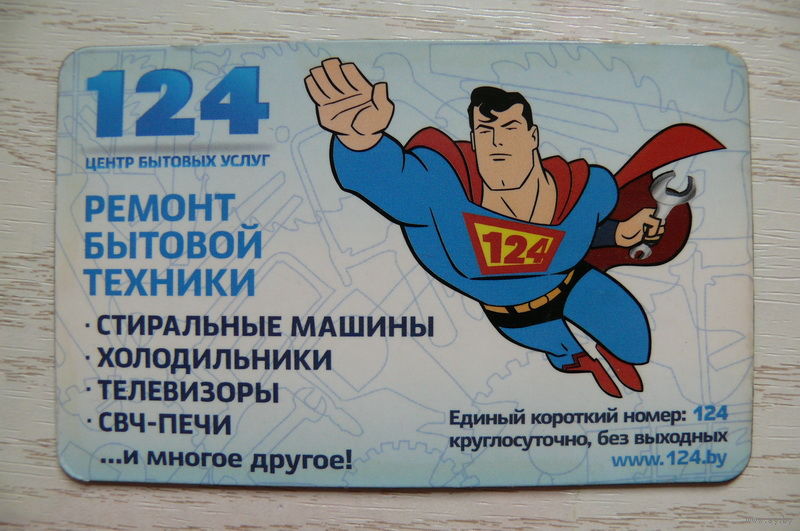 124
ЦЕНТР БЫТОВЫХ УСЛУГ
РЕМОНТ
БЫТОВОЙ
ТЕХНИКИ
· СТИРАЛЬНЫЕ МАШИНЫ
· ХОЛОДИЛЬНИКИ
· ТЕЛЕВИЗОРЫ
· СВЧ-ПЕЧИ
...и многое другое!
124
Единый короткий номер: 124
круглосуточно, без выходных
www.124.by